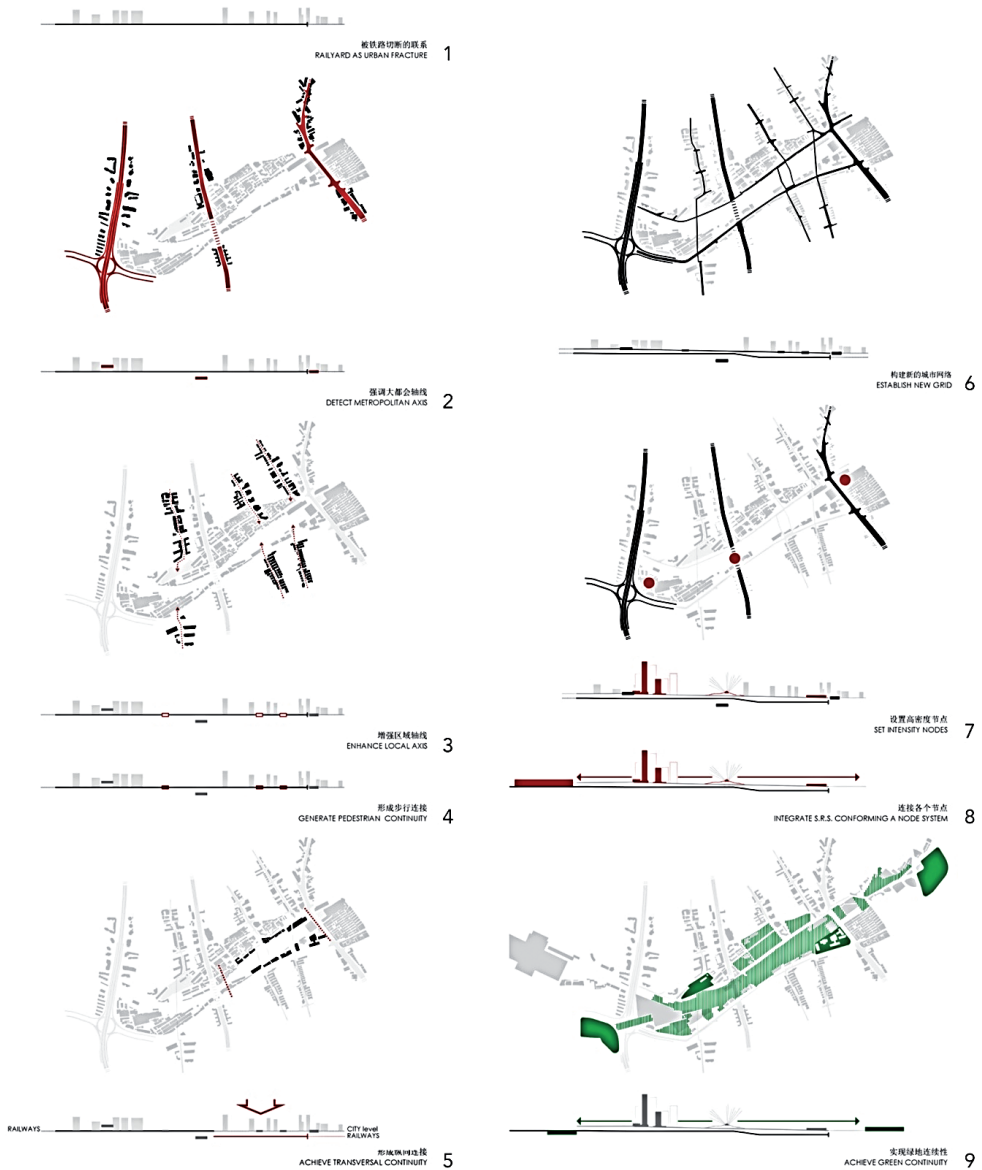 被铁路切断的联系
RAILYARD AS URBAN FRACTURE
1
强调大都会轴线
DETECT METROPOLITAN AXIS
2
增强区域轴线
ENHANCE LOCAL AXIS
3
形成步行连接
GENERATE PEDESTRIAN CONTINUITY
4
RAILWAYS
CITY level
RAILWAYS
形成纵向连接
ACHIEVE TRANSVERSAL CONTINUITY
5
构建新的城市网络
ESTABLISH NEW GRID
6
设置高密度节点
SET INTENSITY NODES
7
连接各个节点
INTEGRATE S.R.S. CONFORMING A NODE SYSTEM
8
实现绿地连续性
ACHIEVE GREEN CONTINUITY
9